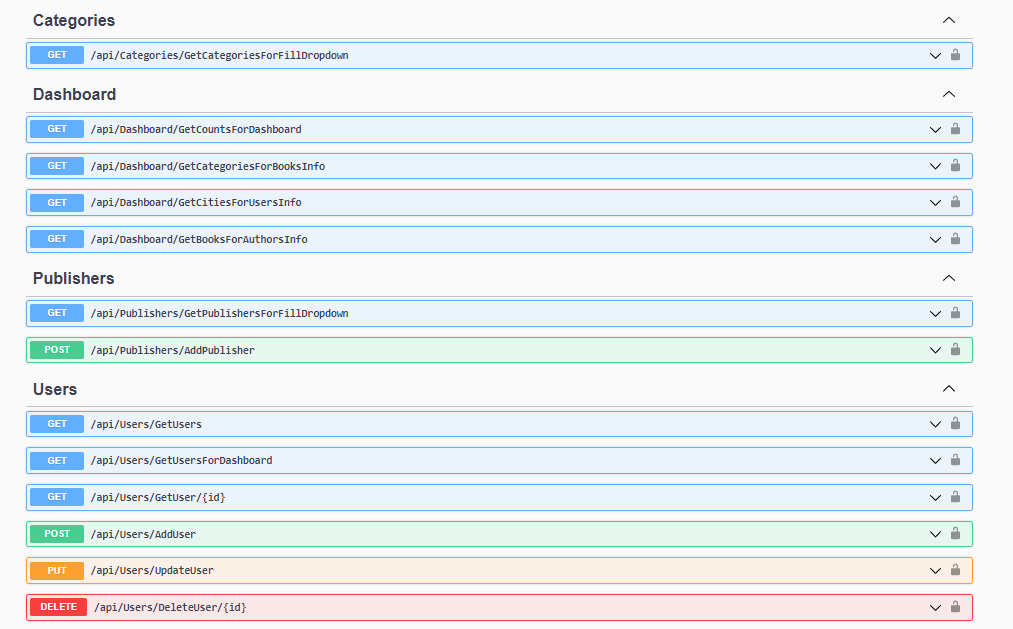 Categories
GET /api/Categories/GetCategoriesForFillDropdown
Dashboard
GET /api/Dashboard/GetCountsForDashboard
GET /api/Dashboard/GetCategoriesForBooksInfo
GET /api/Dashboard/GetCitiesForUsersInfo
GET /api/Dashboard/GetBooksForAuthorsInfo
Publishers
GET /api/Publishers/GetPublishersForFillDropdown
POST /api/Publishers/AddPublisher
Users
GET /api/Users/GetUsers
GET /api/Users/GetUsersForDashboard
GET /api/Users/GetUser/{id}
POST /api/Users/AddUser
PUT /api/Users/UpdateUser
DELETE /api/Users/DeleteUser/{id}